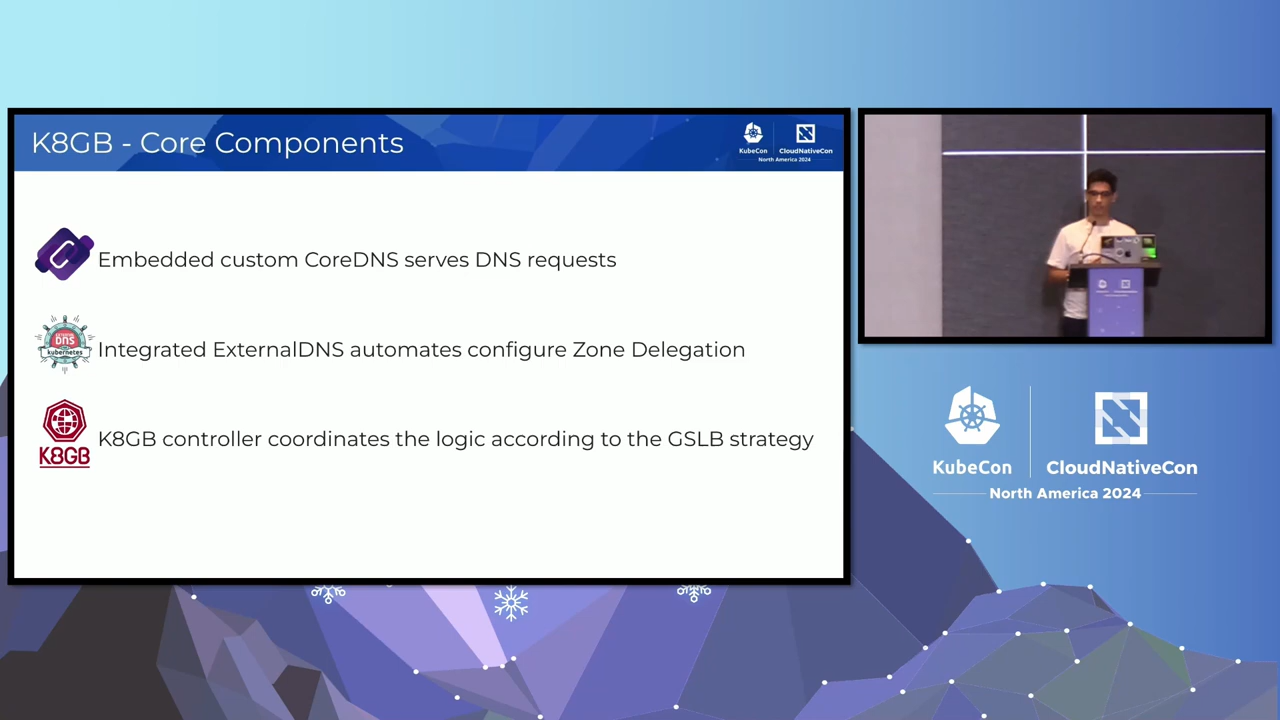 K8GB - Core Components
KubeCon
CloudNativeCon
North America 2024
Embedded custom CoreDNS serves DNS requests
EXTERNAL
DNS
kubernetes
Integrated ExternalDNS automates configure Zone Delegation
K8GB
K8GB controller coordinates the logic according to the GSLB strategy
KubeCon
CloudNativeCon
North America 2024